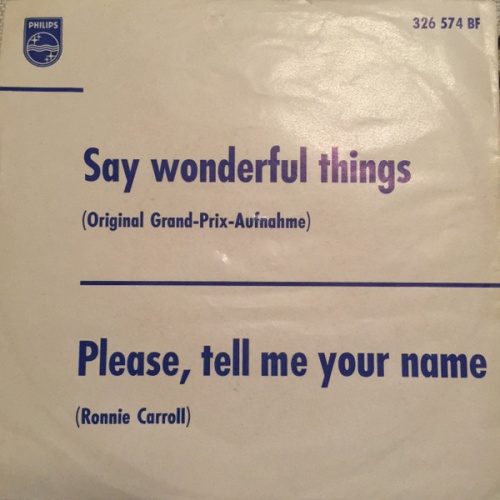 PHILIPS
326 574 BF
Say wonderful things
(Original Grand-Prix-Aufnahme)
Please, tell me your name
(Ronnie Carroll)